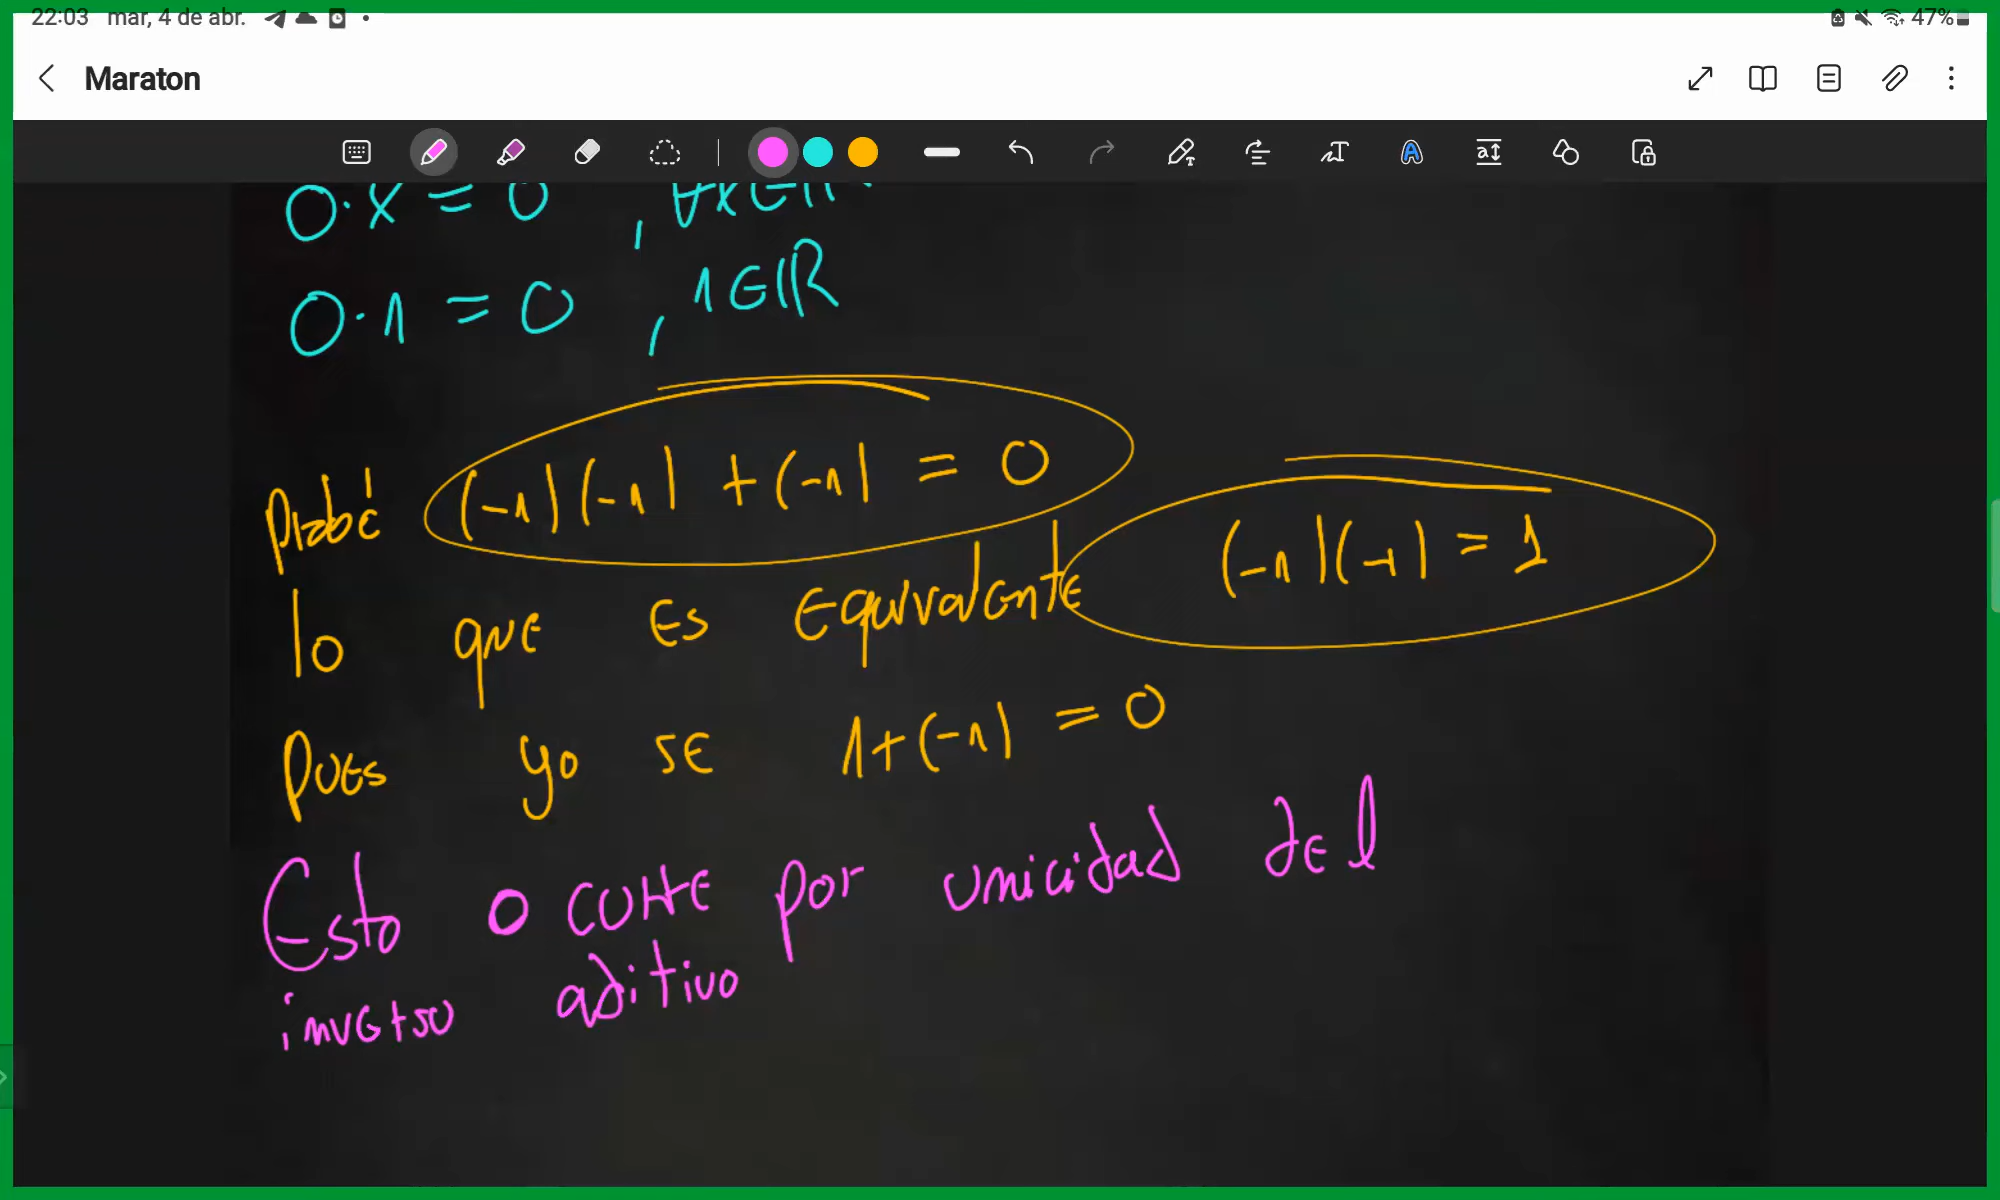 22:03 mar, 4 de abr.
47%
Maraton
0·x = 0 , ∀x∈ℝ
0·1 = 0 , 1∈ℝ
Probé (-1)(-1) + (-1) = 0
lo que es equivalente (-1)(-1) = 1
Pues yo se 1+(-1) = 0
Esto ocurre por unicidad del
inverso aditivo